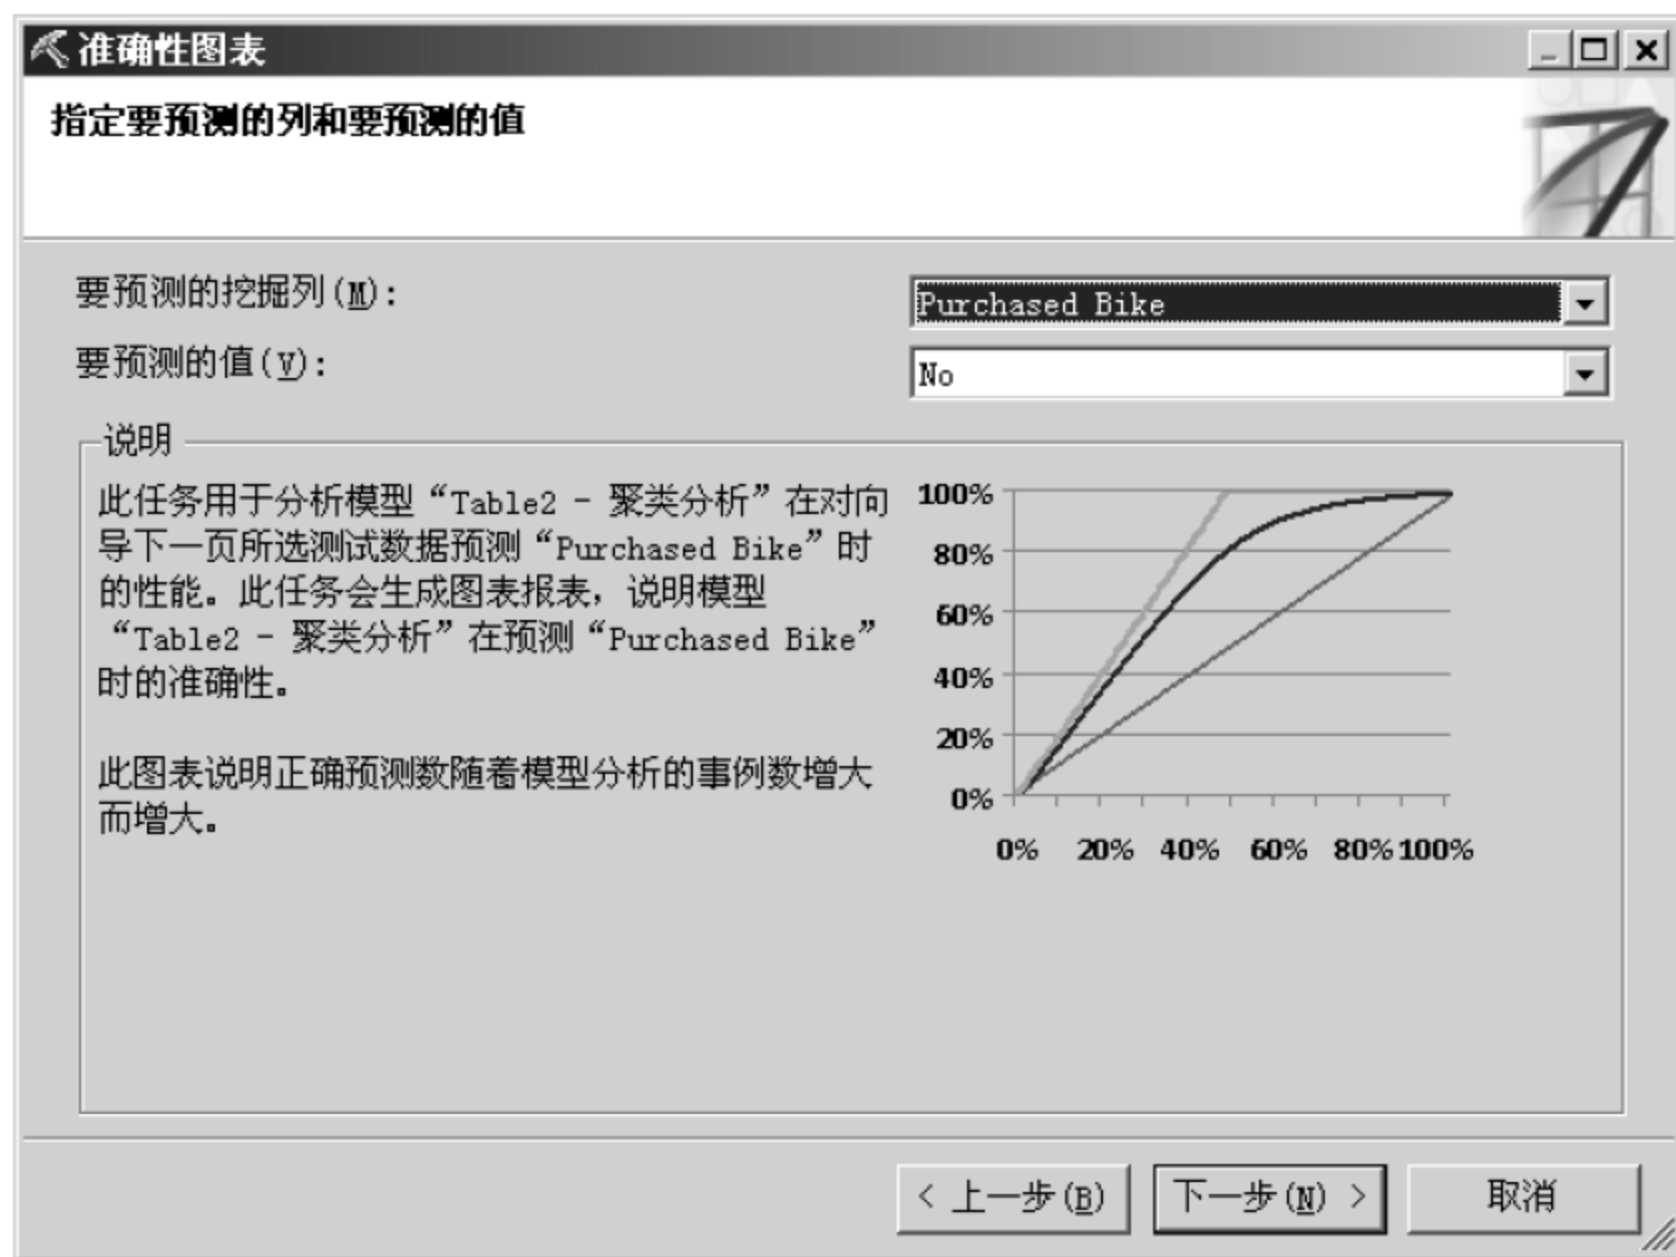 准确性图表
指定要预测的列和要预测的值
要预测的挖掘列(M):
Purchased Bike
要预测的值(V):
No
说明
此任务用于分析模型“Table2 - 聚类分析”在对向
导下一页所选测试数据预测“Purchased Bike”时
的性能。此任务会生成图表报表，说明模型
“Table2 - 聚类分析”在预测“Purchased Bike”
时的准确性。
此图表说明正确预测数随着模型分析的事例数增大
而增大。
100%
80%
60%
40%
20%
0%
0% 20% 40% 60% 80% 100%
< 上一步(B)
下一步(N) >
取消